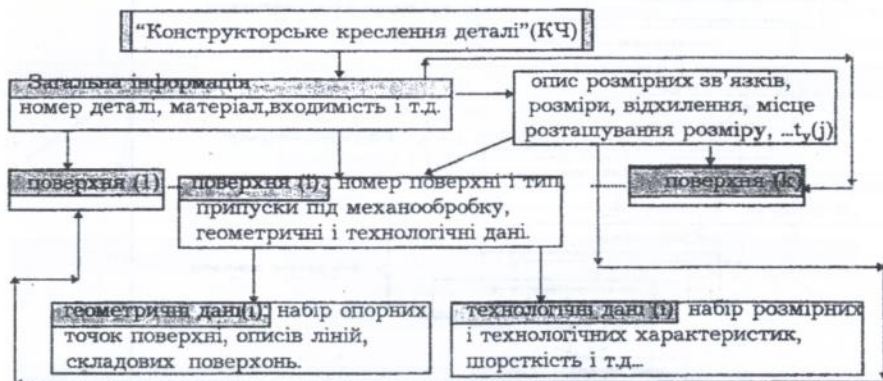 “Конструкторське креслення деталі”(КЧ)
Загальна інформація
номер деталі, матеріал,входимість і т.д.
опис розмірних зв'язків,
розміри, відхилення, місце
розташування розміру, ...t_v(j)
поверхня (1)
поверхня (i): номер поверхні і тип,
припуски під механообробку,
геометричні і технологічні дані.
поверхня (k)
геометричні дані(i): набір опорних
точок поверхні, описів ліній,
складових поверхонь.
технологічні дані (i) набір розмірних
і технологічних характеристик,
шорсткість і т.д...